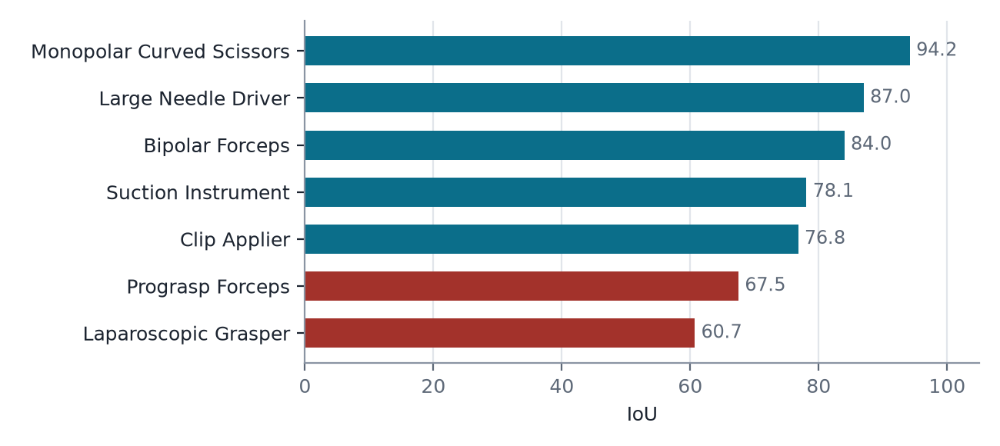 Monopolar Curved Scissors 94.2
Large Needle Driver 87.0
Bipolar Forceps 84.0
Suction Instrument 78.1
Clip Applier 76.8
Prograsp Forceps 67.5
Laparoscopic Grasper 60.7
0 20 40 60 80 100
IoU